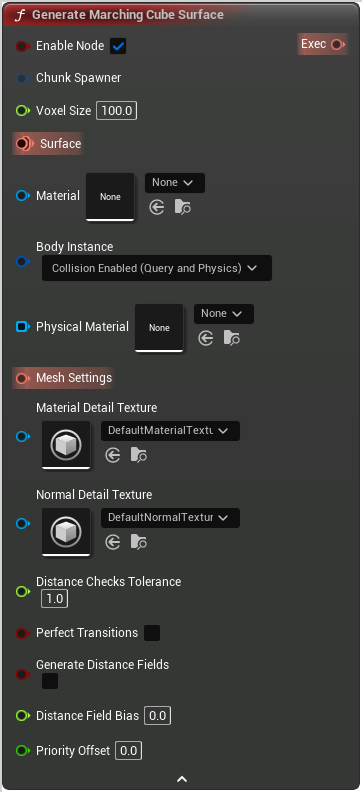 Generate Marching Cube Surface
Enable Node
Exec
Chunk Spawner
Voxel Size 100.0
Surface
Material None None
Body Instance
Collision Enabled (Query and Physics)
Physical Material None None
Mesh Settings
Material Detail Texture
DefaultMaterialTextu
Normal Detail Texture
DefaultNormalTextur
Distance Checks Tolerance
1.0
Perfect Transitions
Generate Distance Fields
Distance Field Bias 0.0
Priority Offset 0.0